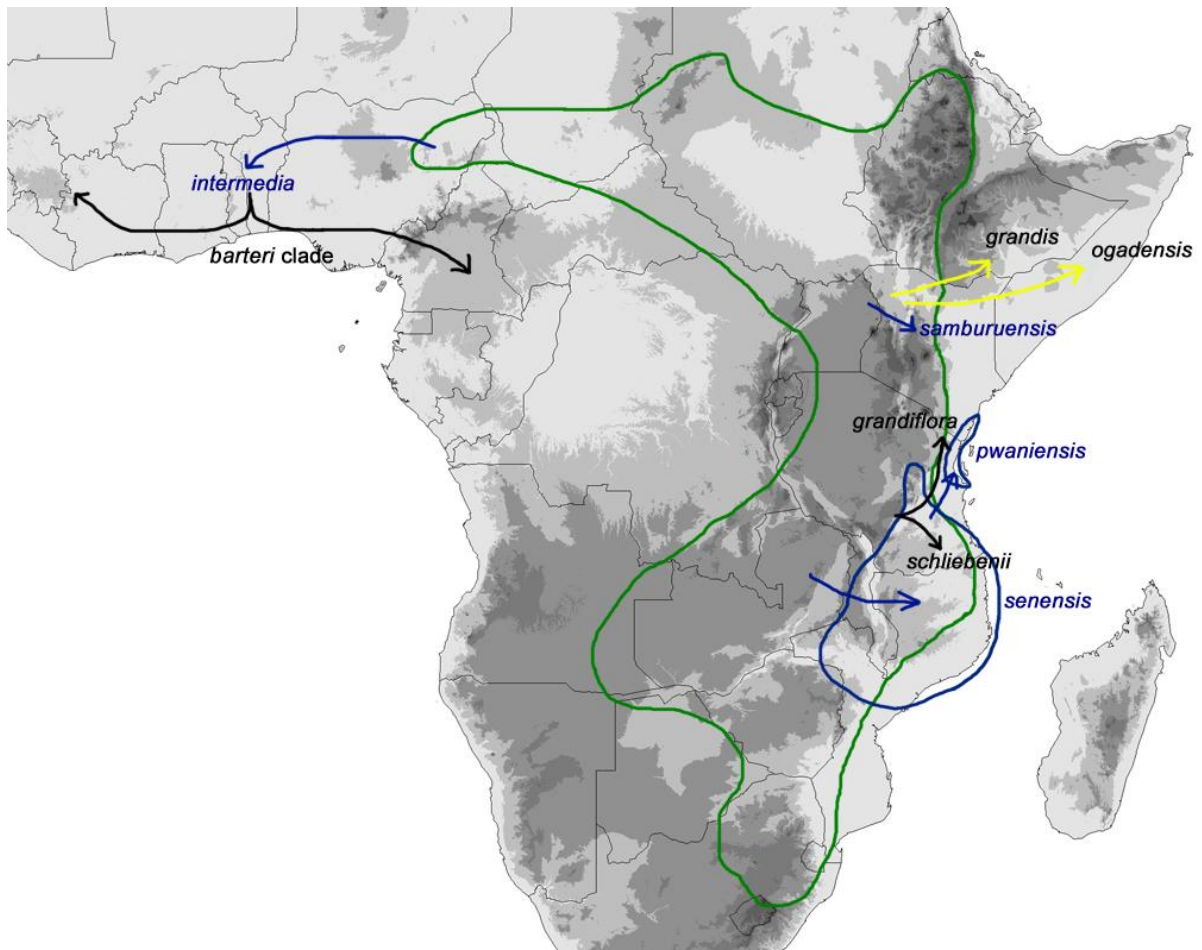 intermedia
barteri clade
grandis
ogadensis
samburuensis
grandiflora
pwaniensis
schliebenii
senensis